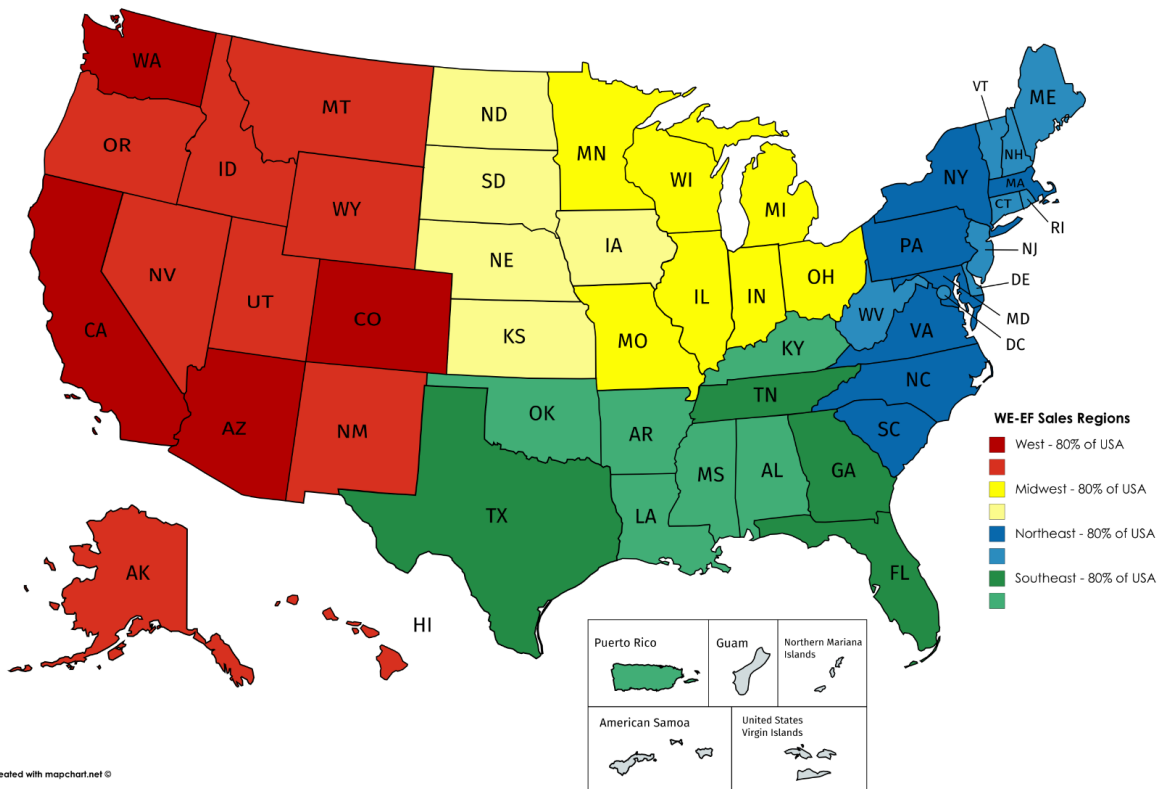 WA
MT
ND
MN
VT
ME
OR
ID
SD
WI
NH
NY
MA
WY
MI
CT
RI
NV
NE
IA
PA
NJ
UT
IL
IN
OH
DE
CA
CO
KS
MO
WV
VA
MD
DC
KY
NC
TN
AZ
NM
OK
AR
SC
MS
AL
GA
TX
LA
FL
AK
HI
WE-EF Sales Regions
West - 80% of USA
Midwest - 80% of USA
Northeast - 80% of USA
Southeast - 80% of USA
Puerto Rico
Guam
Northern Mariana
Islands
American Samoa
United States
Virgin Islands
eated with mapchart.net ©